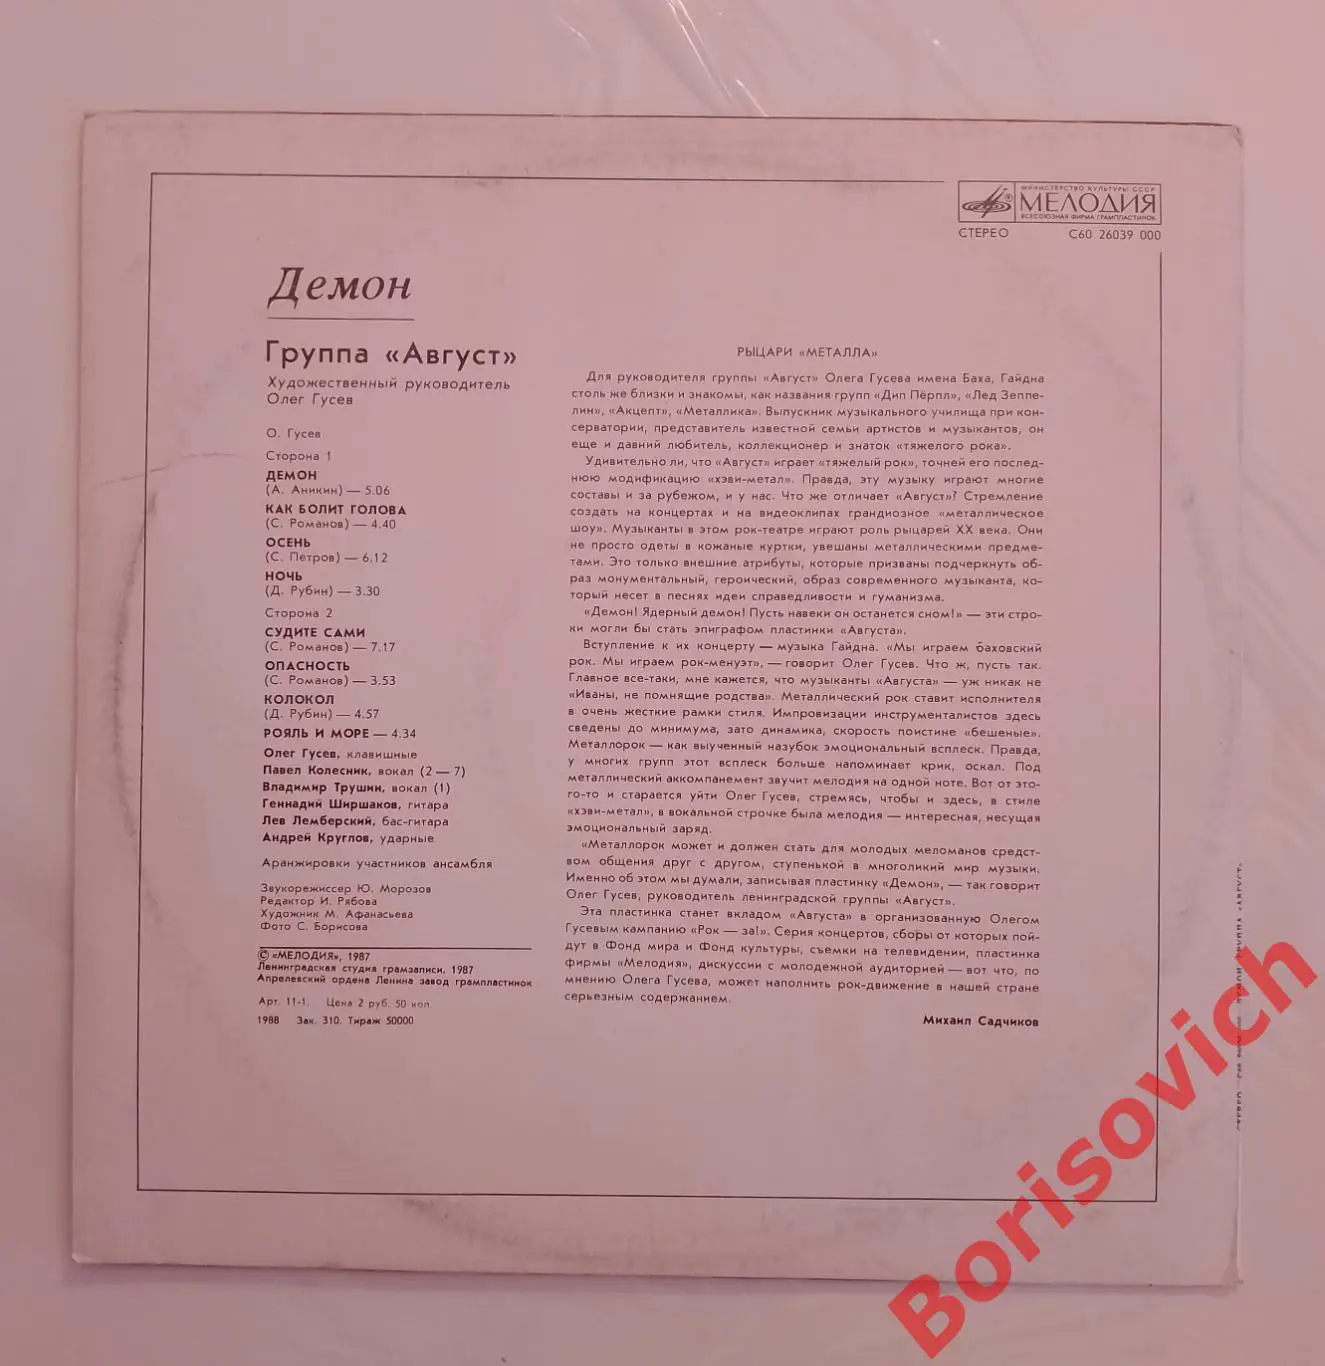 МИНИСТЕРСТВО КУЛЬТУРЫ СССР
МЕЛОДИЯ
ВСЕСОЮЗНАЯ ФИРМА ГРАМПЛАСТИНОК
СТЕРЕО С60 26039 000
Демон
Группа «Август»
Художественный руководитель
Олег Гусев
О. Гусев
Сторона 1
ДЕМОН
(А. Аникин) — 5.06
КАК БОЛИТ ГОЛОВА
(С. Романов) — 4.40
ОСЕНЬ
(С. Петров) — 6.12
НОЧЬ
(Д. Рубин) — 3.30
Сторона 2
СУДИТЕ САМИ
(С. Романов) — 7.17
ОПАСНОСТЬ
(С. Романов) — 3.53
КОЛОКОЛ
(Д. Рубин) — 4.57
РОЯЛЬ И МОРЕ — 4.34
Олег Гусев, клавишные
Павел Колесник, вокал (2 — 7)
Владимир Трушин, вокал (1)
Геннадий Ширшаков, гитара
Лев Лемберский, бас-гитара
Андрей Круглов, ударные
Аранжировки участников ансамбля
Звукорежиссер Ю. Морозов
Редактор И. Рябова
Художник М. Афанасьева
Фото С. Борисова
© «МЕЛОДИЯ», 1987
Ленинградская студия грамзаписи, 1987
Апрелевский ордена Ленина завод грампластинок
Арт. 11-1. Цена 2 руб. 50 коп.
1988 Зак. 310. Тираж 50000
РЫЦАРИ «МЕТАЛЛА»
Для руководителя группы «Август» Олега Гусева имена Баха, Гайдна
столь же близки и знакомы, как названия групп «Дип Пёрпл», «Лед Зеппе-
лин», «Акцепт», «Металлика». Выпускник музыкального училища при кон-
серватории, представитель известной семьи артистов и музыкантов, он
еще и давний любитель, коллекционер и знаток «тяжелого рока».
Удивительно ли, что «Август» играет «тяжелый рок», точней его послед-
нюю модификацию «хэви-метал». Правда, эту музыку играют многие
составы и за рубежом, и у нас. Что же отличает «Август»? Стремление
создать на концертах и на видеоклипах грандиозное «металлическое
шоу». Музыканты в этом рок-театре играют роль рыцарей XX века. Они
не просто одеты в кожаные куртки, увешаны металлическими предме-
тами. Это только внешние атрибуты, которые призваны подчеркнуть об-
раз монументальный, героический, образ современного музыканта, ко-
торый несет в песнях идеи справедливости и гуманизма.
«Демон! Ядерный демон! Пусть навеки он останется сном!» — эти стро-
ки могли бы стать эпиграфом пластинки «Августа».
Вступление к их концерту — музыка Гайдна. «Мы играем баховский
рок. Мы играем рок-менуэт», — говорит Олег Гусев. Что ж, пусть так.
Главное все-таки, мне кажется, что музыканты «Августа» — уж никак не
«Иваны, не помнящие родства». Металлический рок ставит исполнителя
в очень жесткие рамки стиля. Импровизации инструменталистов здесь
сведены до минимума, зато динамика, скорость поистине «бешеные».
Металлорок — как выученный назубок эмоциональный всплеск. Правда,
у многих групп этот всплеск больше напоминает крик, оскал. Под
металлический аккомпанемент звучит мелодия на одной ноте. Вот от это-
го-то и старается уйти Олег Гусев, стремясь, чтобы и здесь, в стиле
«хэви-метал», в вокальной строчке была мелодия — интересная, несущая
эмоциональный заряд.
«Металлорок может и должен стать для молодых меломанов средст-
вом общения друг с другом, ступенькой в многоликий мир музыки.
Именно об этом мы думали, записывая пластинку «Демон», — так говорит
Олег Гусев, руководитель ленинградской группы «Август».
Эта пластинка станет вкладом «Августа» в организованную Олегом
Гусевым кампанию «Рок — за!». Серия концертов, сборы от которых пой-
дут в Фонд мира и Фонд культуры, съемки на телевидении, пластинка
фирмы «Мелодия», дискуссии с молодежной аудиторией — вот что, по
мнению Олега Гусева, может наполнить рок-движение в нашей стране
серьезным содержанием.
Михаил Садчиков
Borisovich